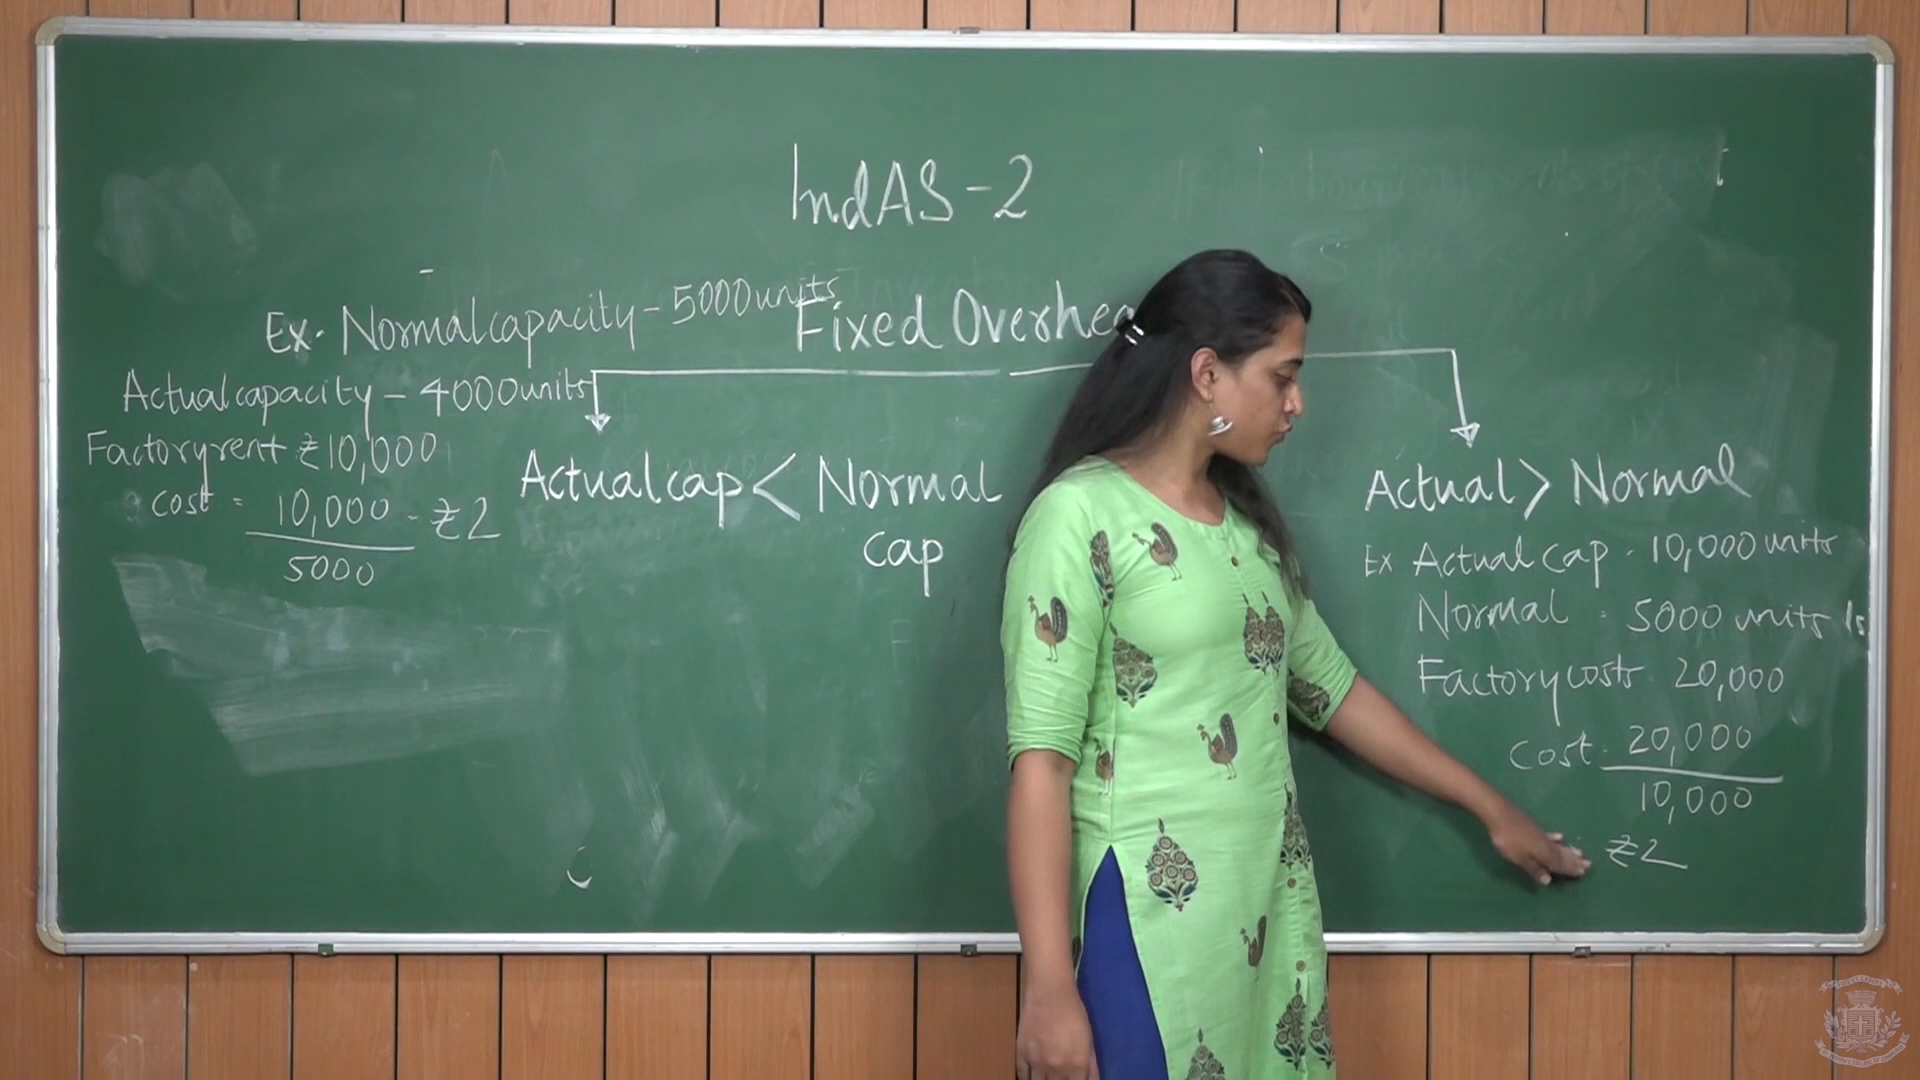 IndAS-2
Ex. Normal capacity - 5000 units
Fixed Overhea
Actual capacity - 4000 units
Factory rent ₹10,000
cost = 10,000 - ₹2
5000
Actual cap < Normal
cap
Actual > Normal
Ex Actual cap - 10,000 units
Normal - 5000 units
Factory costs 20,000
Cost - 20,000
10,000
₹2